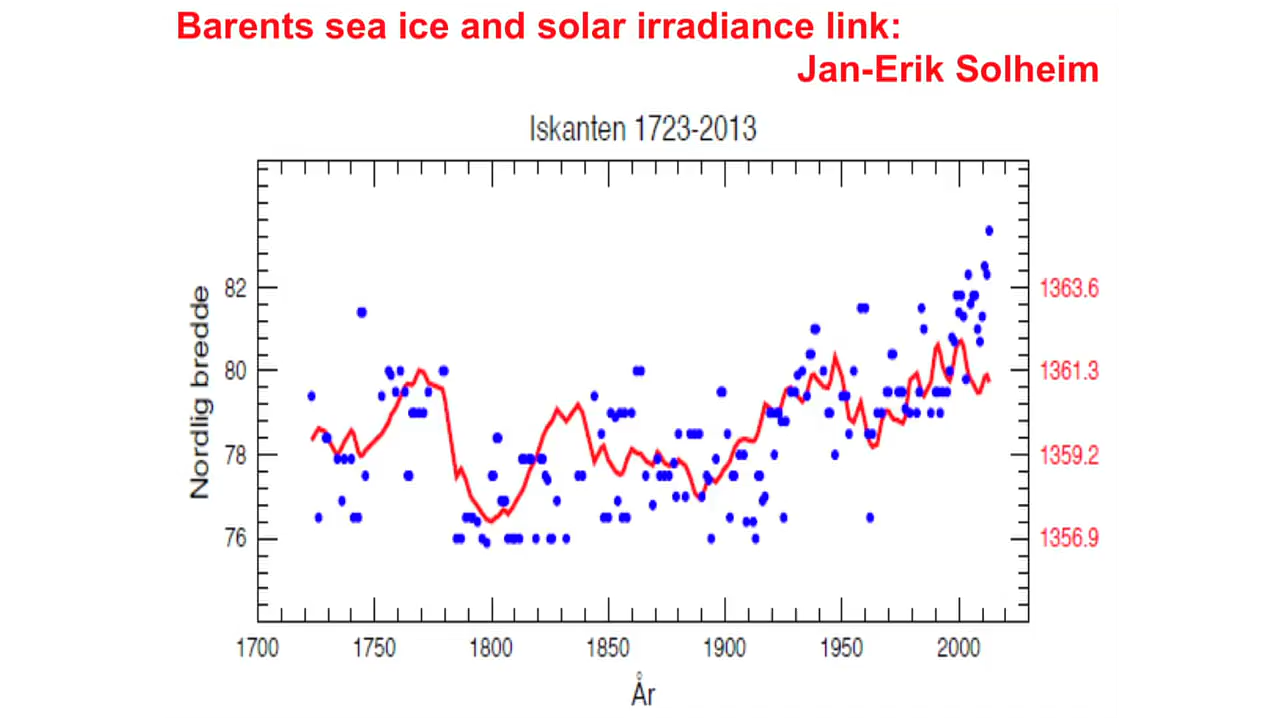 Barents sea ice and solar irradiance link:
Jan-Erik Solheim
Iskanten 1723-2013
Nordlig bredde
82
80
78
76
1363.6
1361.3
1359.2
1356.9
1700 1750 1800 1850 1900 1950 2000
År